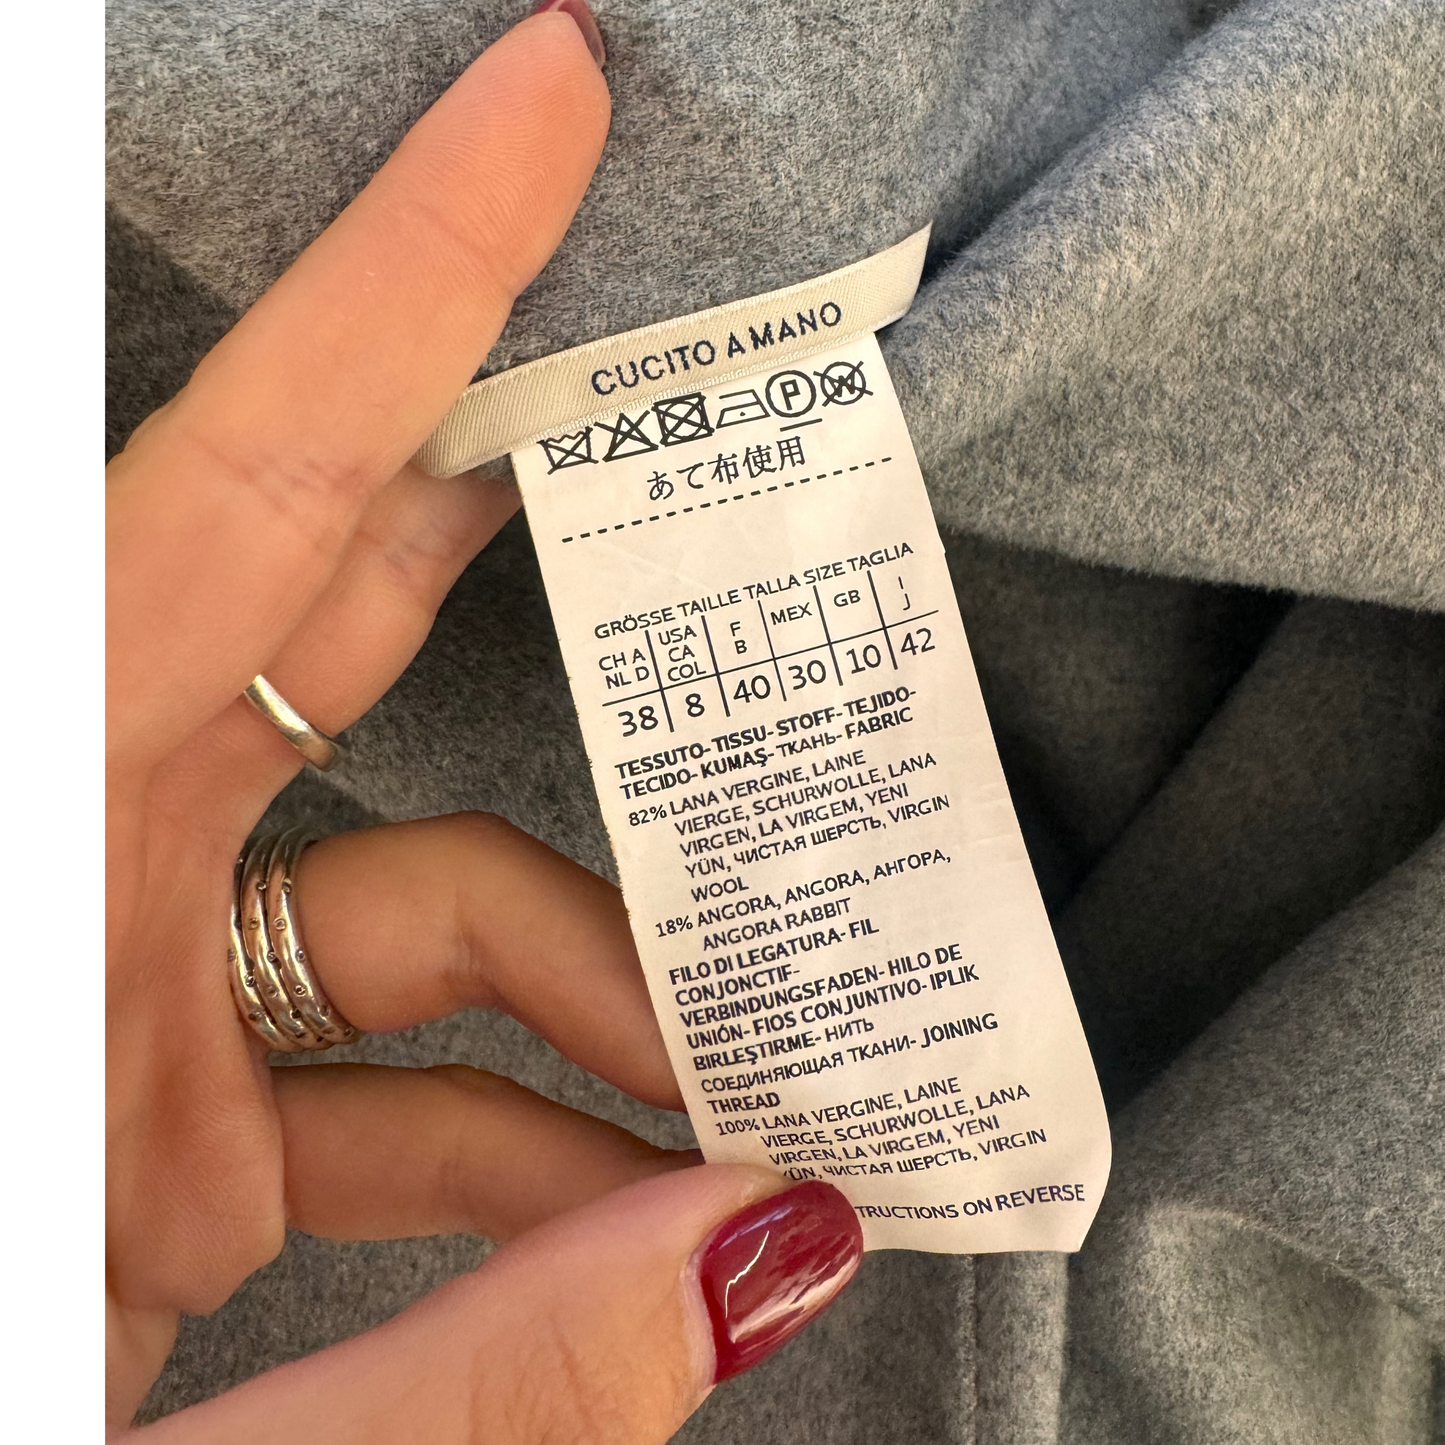 CUCITO A MANO
P W
あて布使用
GRÖSSE TAILLE TALLA SIZE TAGLIA
CH A NL D USA CA COL F B MEX GB I J
38 8 40 30 10 42
TESSUTO- TISSU- STOFF- TEJIDO-
TECIDO- KUMAŞ- ТКАНЬ- FABRIC
82% LANA VERGINE, LAINE
VIERGE, SCHURWOLLE, LANA
VIRGEN, LA VIRGEM, YENI
YÜN, ЧИСТАЯ ШЕРСТЬ, VIRGIN
WOOL
18% ANGORA, ANGORA, АНГОРА,
ANGORA RABBIT
FILO DI LEGATURA- FIL
CONJONCTIF-
VERBINDUNGSFADEN- HILO DE
UNIÓN- FIOS CONJUNTIVO- IPLIK
BIRLEŞTIRME- НИТЬ
СОЕДИНЯЮЩАЯ ТКАНИ- JOINING
THREAD
100% LANA VERGINE, LAINE
VIERGE, SCHURWOLLE, LANA
VIRGEN, LA VIRGEM, YENI
YÜN, ЧИСТАЯ ШЕРСТЬ, VIRGIN
TRUCTIONS ON REVERSE